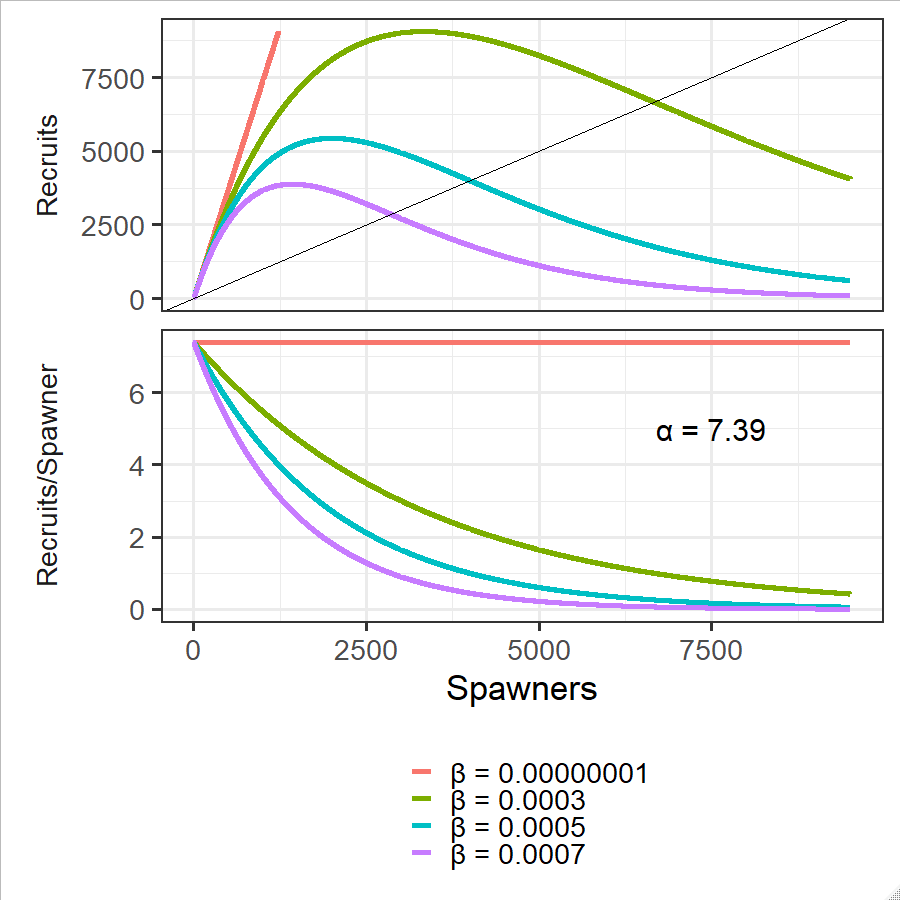 Recruits
7500
5000
2500
0
Recruits/Spawner
6
4
2
0
α = 7.39
0 2500 5000 7500
Spawners
β = 0.00000001
β = 0.0003
β = 0.0005
β = 0.0007